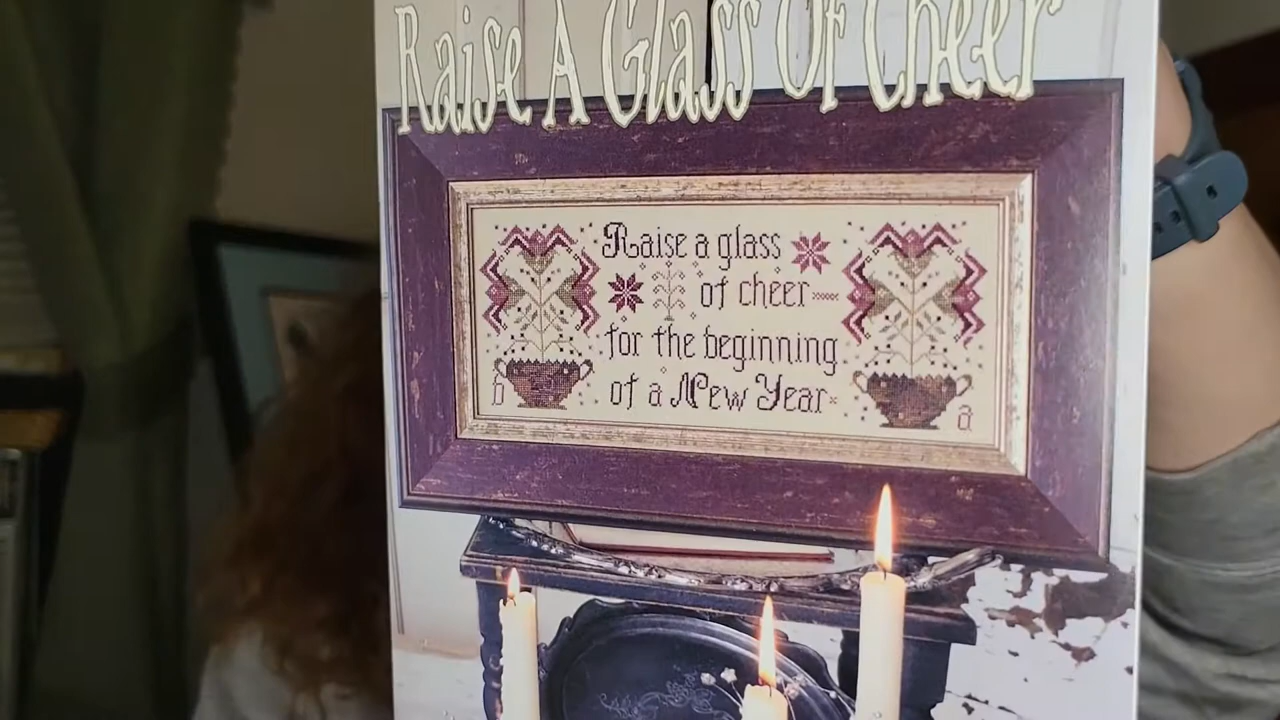 Raise A Glass Of Cheer
Raise a glass
of cheer—
for the beginning
of a New Year
b
a